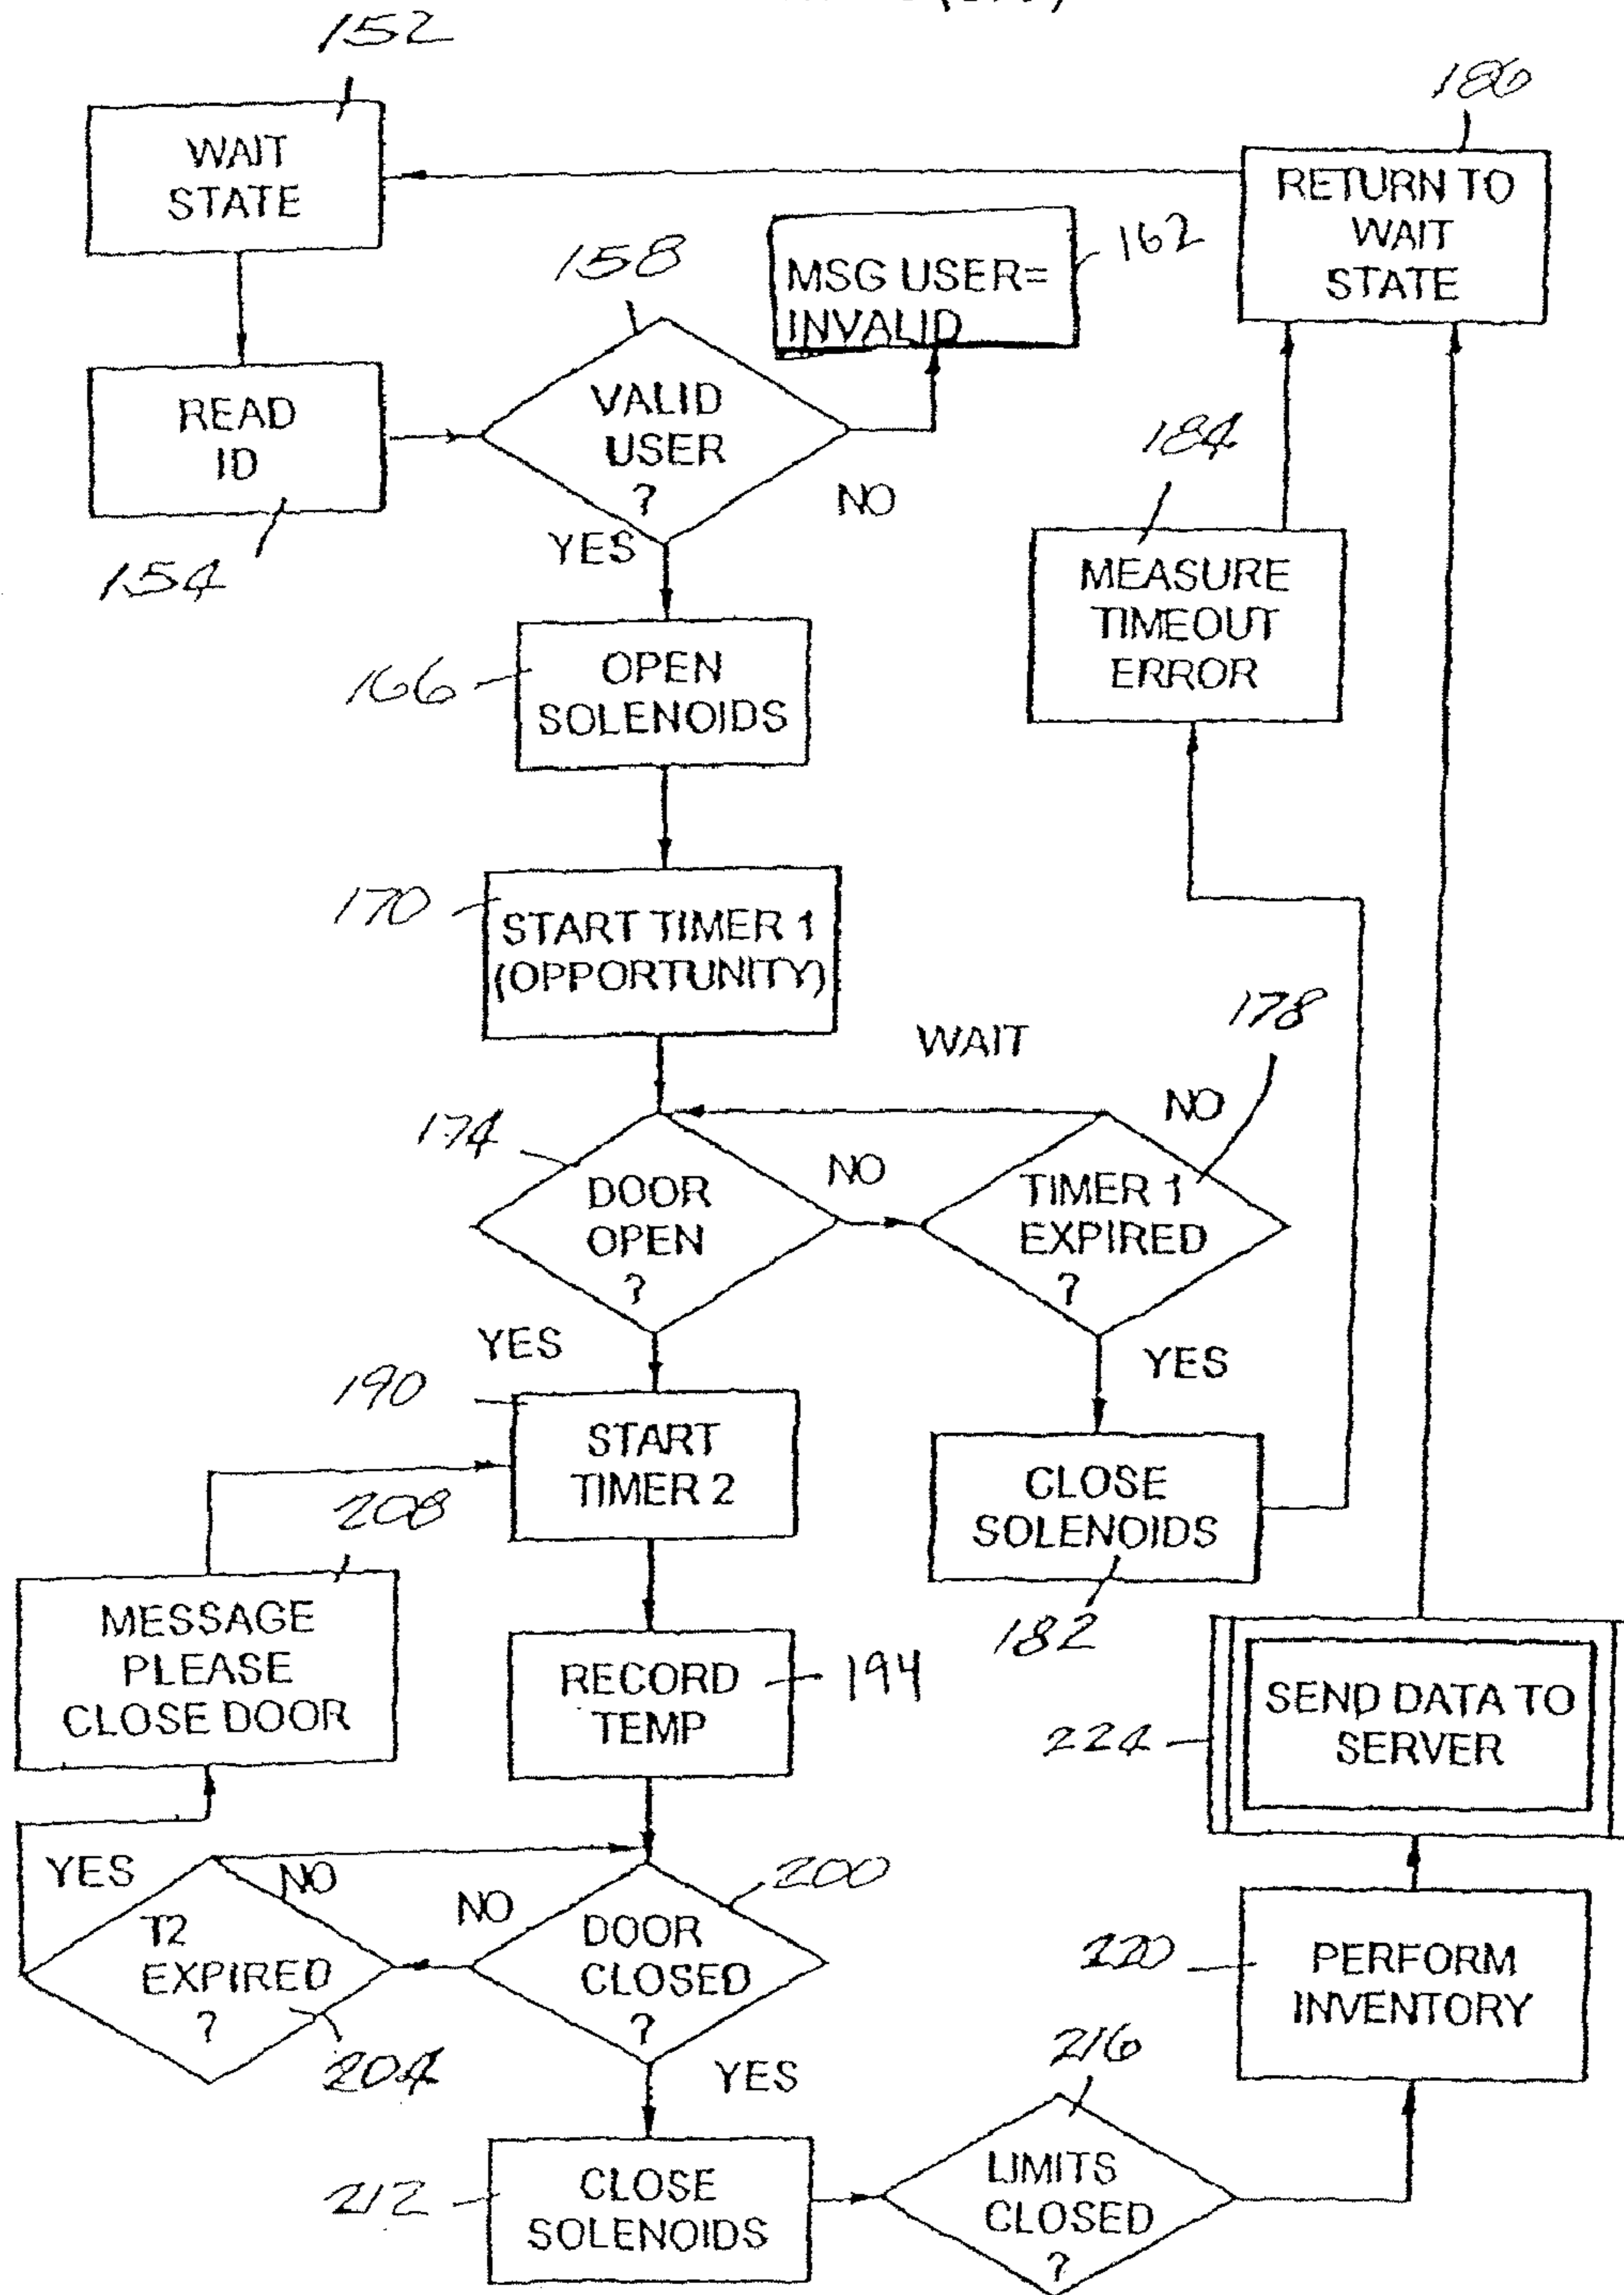 152
WAIT
STATE
186
RETURN TO
WAIT
STATE
158
MSG USER=
INVALID
162
READ
ID
154
VALID
USER
?
NO
YES
184
MEASURE
TIMEOUT
ERROR
166
OPEN
SOLENOIDS
170
START TIMER 1
(OPPORTUNITY)
WAIT
178
174
DOOR
OPEN
?
NO
NO
TIMER 1
EXPIRED
?
YES
YES
190
START
TIMER 2
CLOSE
SOLENOIDS
182
208
MESSAGE
PLEASE
CLOSE DOOR
RECORD
TEMP
194
224
SEND DATA TO
SERVER
YES
NO
T2
EXPIRED
?
204
NO
200
DOOR
CLOSED
?
YES
220
PERFORM
INVENTORY
216
212
CLOSE
SOLENOIDS
LIMITS
CLOSED
?